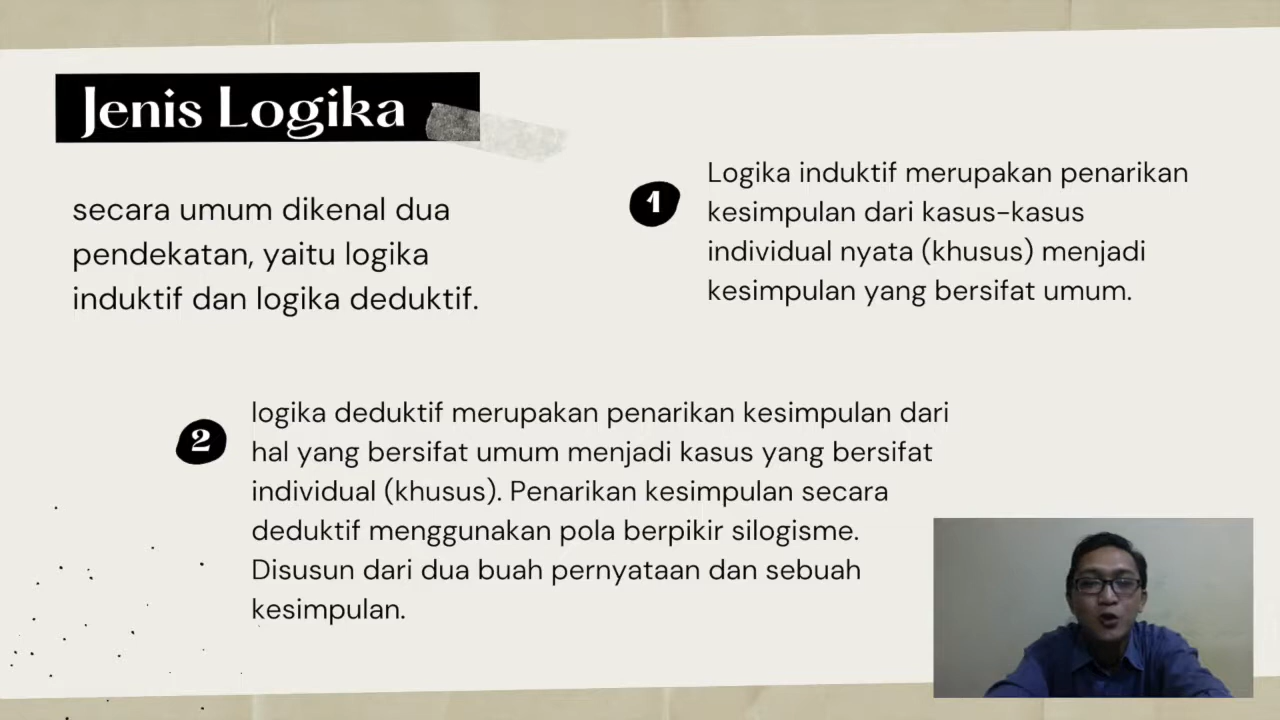 Jenis Logika
secara umum dikenal dua
pendekatan, yaitu logika
induktif dan logika deduktif.
1
Logika induktif merupakan penarikan
kesimpulan dari kasus-kasus
individual nyata (khusus) menjadi
kesimpulan yang bersifat umum.
2
logika deduktif merupakan penarikan kesimpulan dari
hal yang bersifat umum menjadi kasus yang bersifat
individual (khusus). Penarikan kesimpulan secara
deduktif menggunakan pola berpikir silogisme.
Disusun dari dua buah pernyataan dan sebuah
kesimpulan.